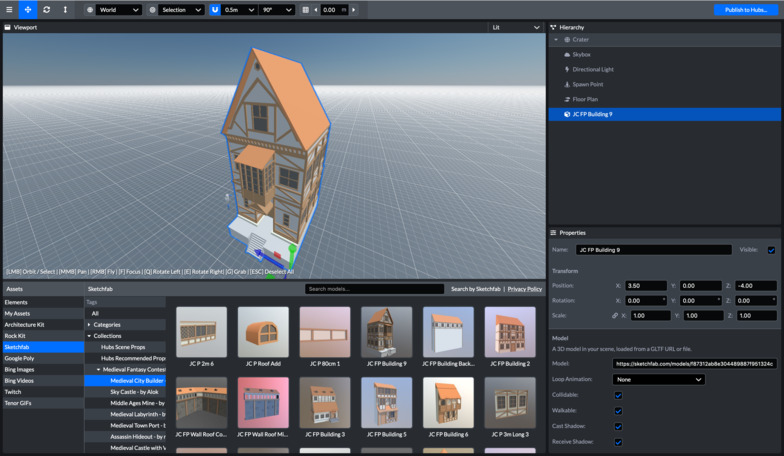 World
Selection
0.5m
90°
0.00 m
Publish to Hubs...
Viewport
Lit
Hierarchy
Crater
Skybox
Directional Light
Spawn Point
Floor Plan
JC FP Building 9
[LMB] Orbit / Select | [MMB] Pan | [RMB] Fly | [F] Focus | [Q] Rotate Left | [E] Rotate Right| [G] Grab | [ESC] Deselect All
Properties
Name:
JC FP Building 9
Visible:
Transform
Position:
X: 3.50
Y: 0.00
Z: -4.00
Rotation:
X: 0.00 °
Y: 0.00 °
Z: 0.00 °
Scale:
X: 1.00
Y: 1.00
Z: 1.00
Model
A 3D model in your scene, loaded from a GLTF URL or file.
Model:
https://sketchfab.com/models/f87312ab8e304489887f951324c
Loop Animation:
None
Collidable:
Walkable:
Cast Shadow:
Receive Shadow:
Assets
Elements
My Assets
Architecture Kit
Rock Kit
Sketchfab
Google Poly
Bing Images
Bing Videos
Twitch
Tenor GIFs
Sketchfab
Search models...
Search by Sketchfab | Privacy Policy
Tags
All
Categories
Collections
Hubs Scene Props
Hubs Recommended Prop
Medieval Fantasy Contest
Medieval City Builder
Sky Castle - by Alok
Middle Ages Mine - by
Medieval Labyrinth - by
Medieval Town Port - b
Assassin Hideout - by r
Medieval Castle with V
JC P 2m 6
JC P Roof Add
JC P 80cm 1
JC FP Building 9
JC FP Building Back...
JC FP Building 2
JC FP Wall Roof Co...
JC FP Wall Roof Mi...
JC FP Building 3
JC FP Building 5
JC FP Building 6
JC P 3m Long 3